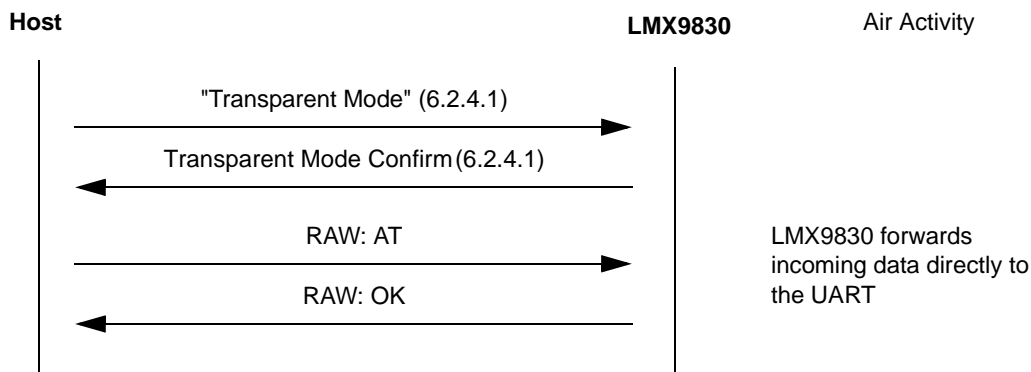 Host
LMX9830
Air Activity
"Transparent Mode" (6.2.4.1)
Transparent Mode Confirm (6.2.4.1)
RAW: AT
RAW: OK
LMX9830 forwards
incoming data directly to
the UART